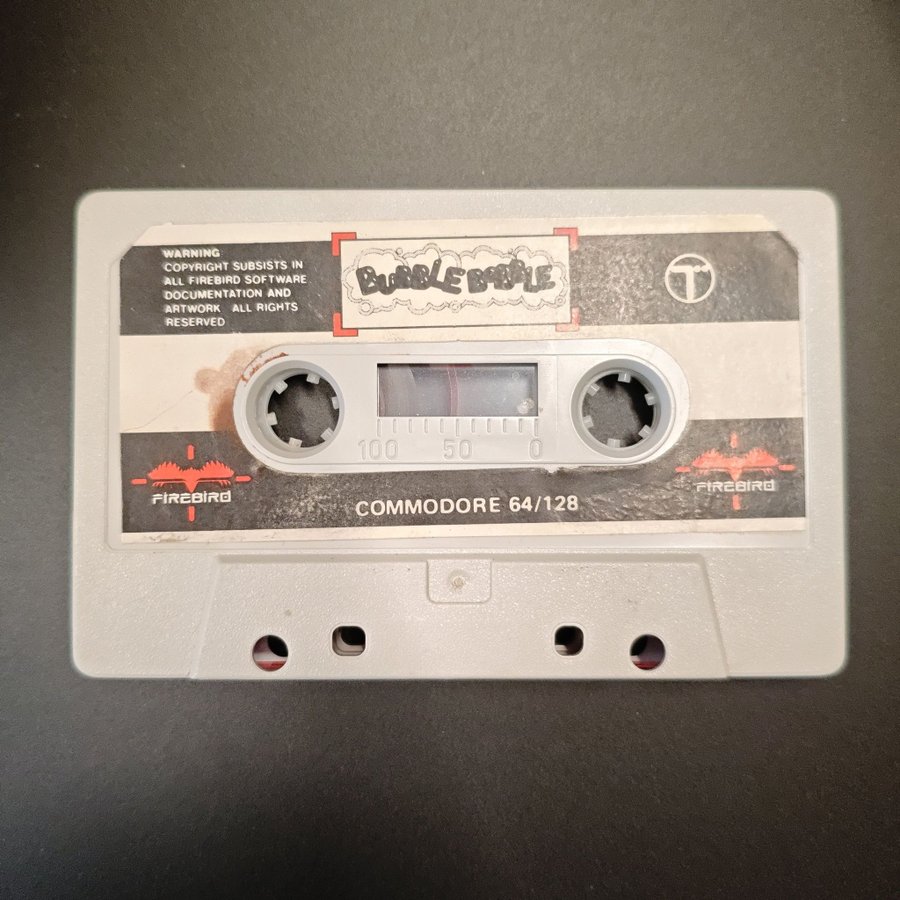 WARNING
COPYRIGHT SUBSISTS IN
ALL FIREBIRD SOFTWARE
DOCUMENTATION AND
ARTWORK ALL RIGHTS
RESERVED
BUBBLE BOBBLE
T
100 50 0
FIREBIRD
FIREBIRD
COMMODORE 64/128